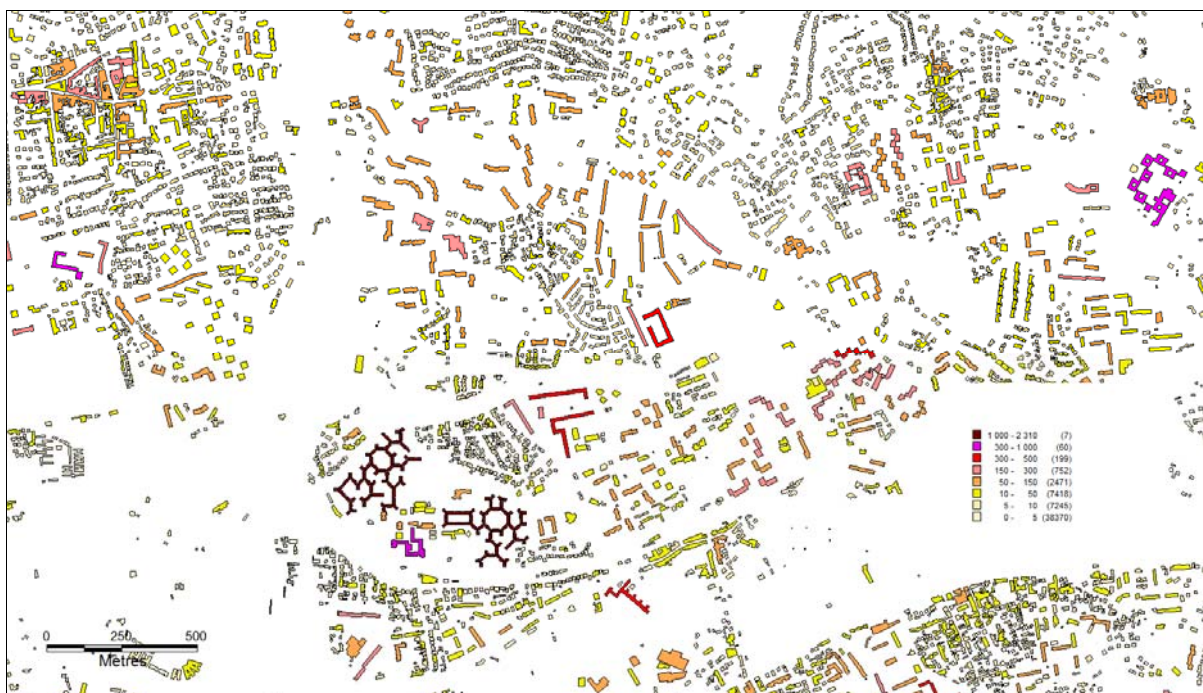 1 000 - 2 310 (7)
300 - 1 000 (60)
300 - 500 (199)
150 - 300 (752)
50 - 150 (2471)
10 - 50 (7418)
5 - 10 (7245)
0 - 5 (38370)
0 250 500
Metres